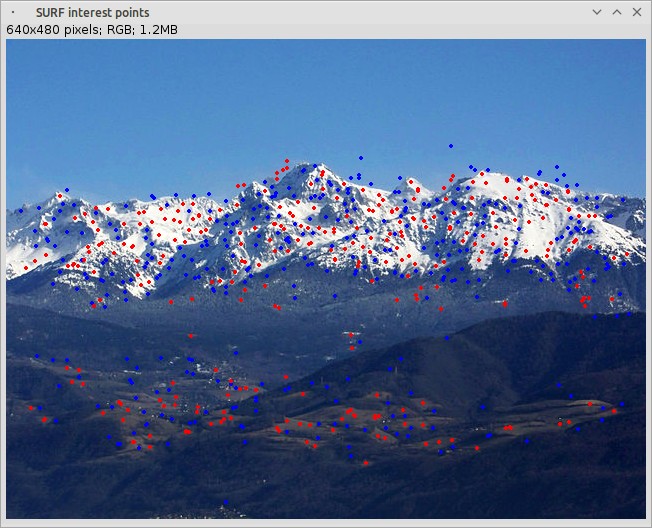 SURF interest points
640x480 pixels; RGB; 1.2MB